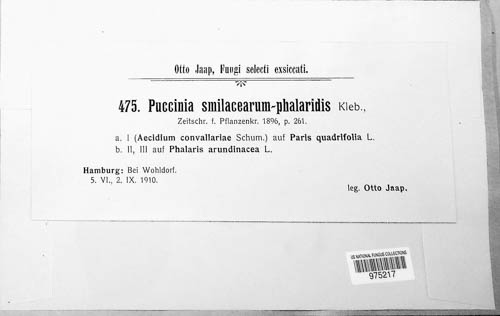 Otto Jaap, Fungi selecti exsiccati.
475. Puccinia smilacearum-phalaridis Kleb.,
Zeitschr. f. Pflanzenkr. 1896, p. 261.
a. I (Aecidium convallariae Schum.) auf Paris quadrifolia L.
b. II, III auf Phalaris arundinacea L.
Hamburg: Bei Wohldorf.
5. VI., 2. IX. 1910.
leg. Otto Jaap.
US NATIONAL FUNGUS COLLECTIONS
975217